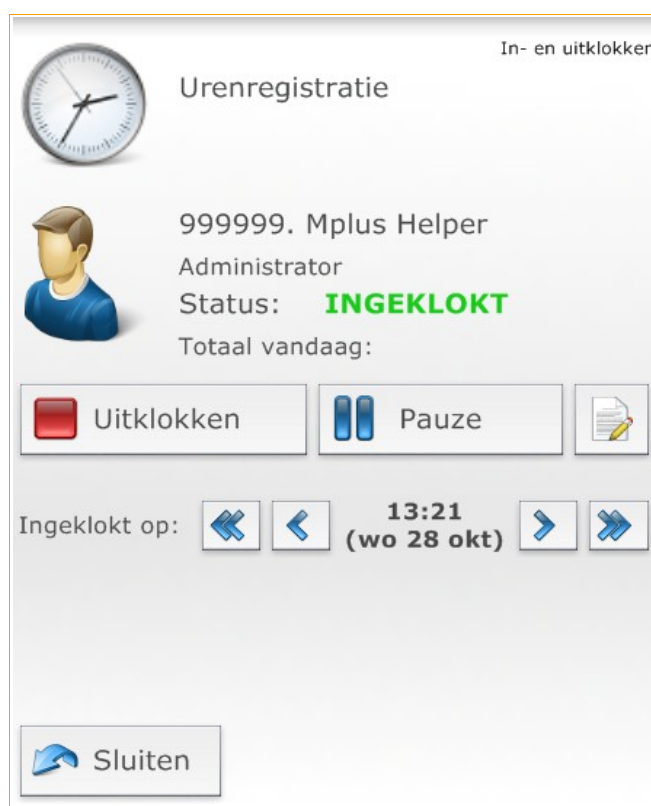 In- en uitklokken
Urenregistratie
999999. Mplus Helper
Administrator
Status: INGEKLOKT
Totaal vandaag:
Uitklokken
Pauze
Ingeklokt op:
13:21
(wo 28 okt)
Sluiten